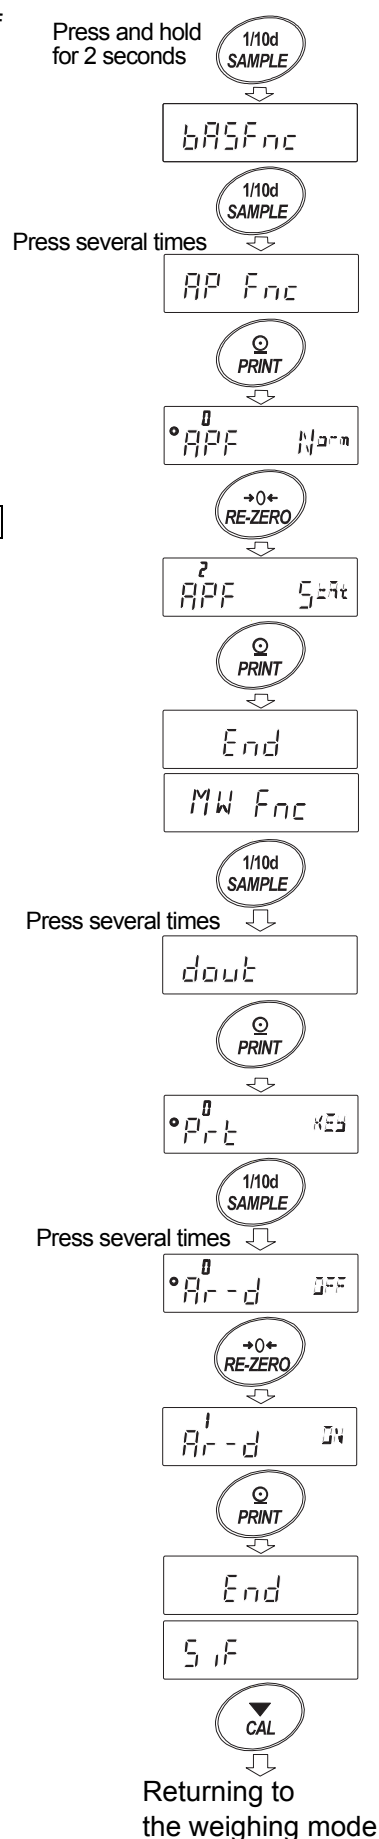 Press and hold
for 2 seconds
1/10d
SAMPLE
bASFnc
1/10d
SAMPLE
Press several times
AP Fnc
PRINT
0
APF Norm
→0←
RE-ZERO
2
APF StAt
PRINT
End
MW Fnc
1/10d
SAMPLE
Press several times
dout
PRINT
0
Prt KEy
1/10d
SAMPLE
Press several times
0
Ar-d OFF
→0←
RE-ZERO
1
Ar-d ON
PRINT
End
SiF
CAL
Returning to
the weighing mode